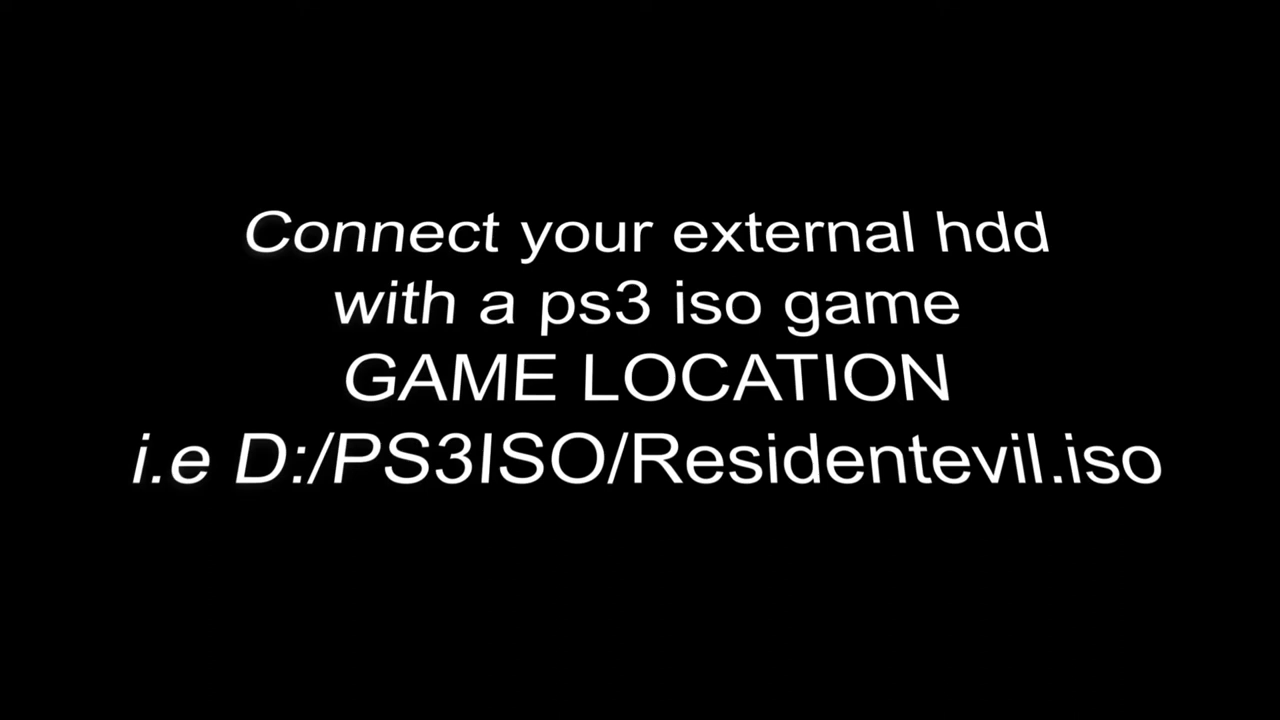 Connect your external hdd
with a ps3 iso game
GAME LOCATION
i.e D:/PS3ISO/Residentevil.iso